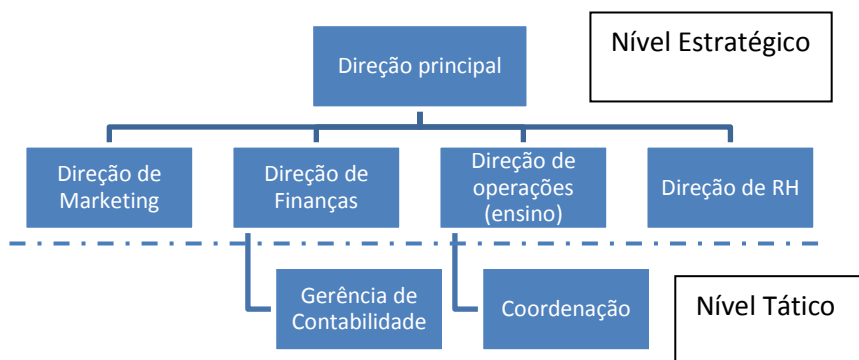 Nível Estratégico
Direção principal
Direção de
Marketing
Direção de
Finanças
Direção de
operações
(ensino)
Direção de RH
Gerência de
Contabilidade
Coordenação
Nível Tático